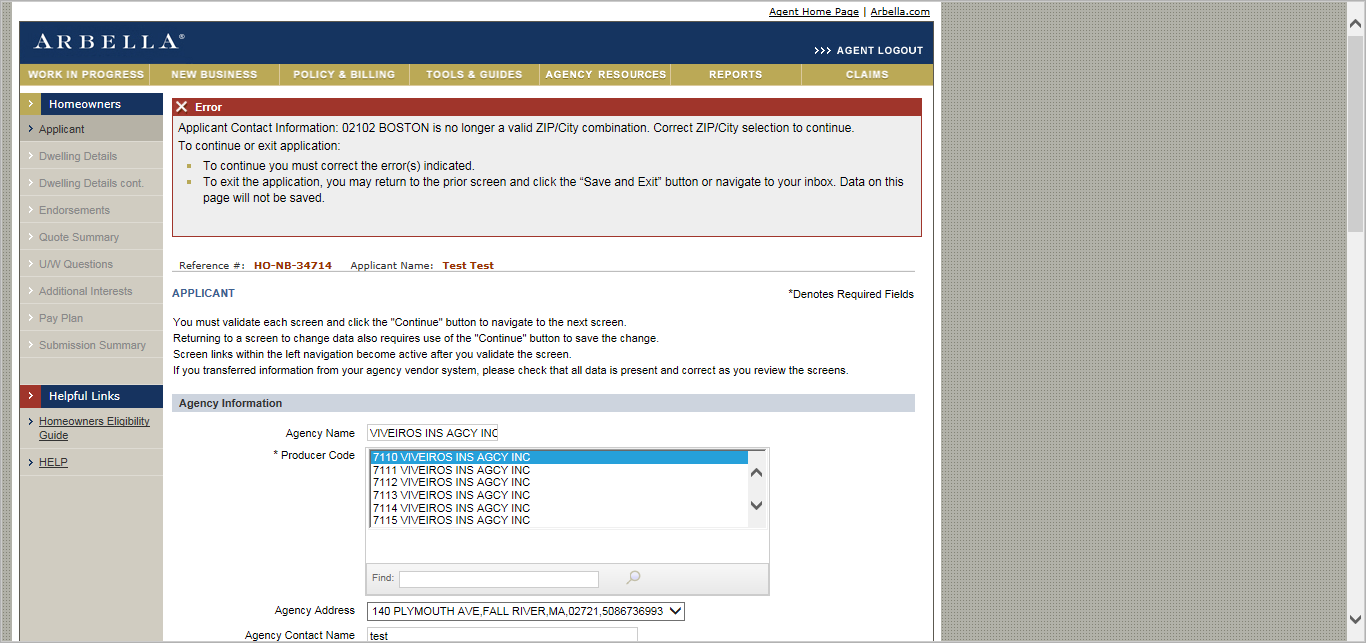 Agent Home Page | Arbella.com
ARBELLA®
>>> AGENT LOGOUT
WORK IN PROGRESS NEW BUSINESS POLICY & BILLING TOOLS & GUIDES AGENCY RESOURCES REPORTS CLAIMS
Homeowners
Applicant
Dwelling Details
Dwelling Details cont.
Endorsements
Quote Summary
U/W Questions
Additional Interests
Pay Plan
Submission Summary
Helpful Links
Homeowners Eligibility
Guide
HELP
Error
Applicant Contact Information: 02102 BOSTON is no longer a valid ZIP/City combination. Correct ZIP/City selection to continue.
To continue or exit application:
To continue you must correct the error(s) indicated.
To exit the application, you may return to the prior screen and click the “Save and Exit” button or navigate to your inbox. Data on this
page will not be saved.
Reference #: HO-NB-34714 Applicant Name: Test Test
APPLICANT
*Denotes Required Fields
You must validate each screen and click the "Continue" button to navigate to the next screen.
Returning to a screen to change data also requires use of the "Continue" button to save the change.
Screen links within the left navigation become active after you validate the screen.
If you transferred information from your agency vendor system, please check that all data is present and correct as you review the screens.
Agency Information
Agency Name VIVEIROS INS AGCY INC
* Producer Code
7110 VIVEIROS INS AGCY INC
7111 VIVEIROS INS AGCY INC
7112 VIVEIROS INS AGCY INC
7113 VIVEIROS INS AGCY INC
7114 VIVEIROS INS AGCY INC
7115 VIVEIROS INS AGCY INC
Find:
Agency Address 140 PLYMOUTH AVE,FALL RIVER,MA,02721,5086736993
Agency Contact Name test